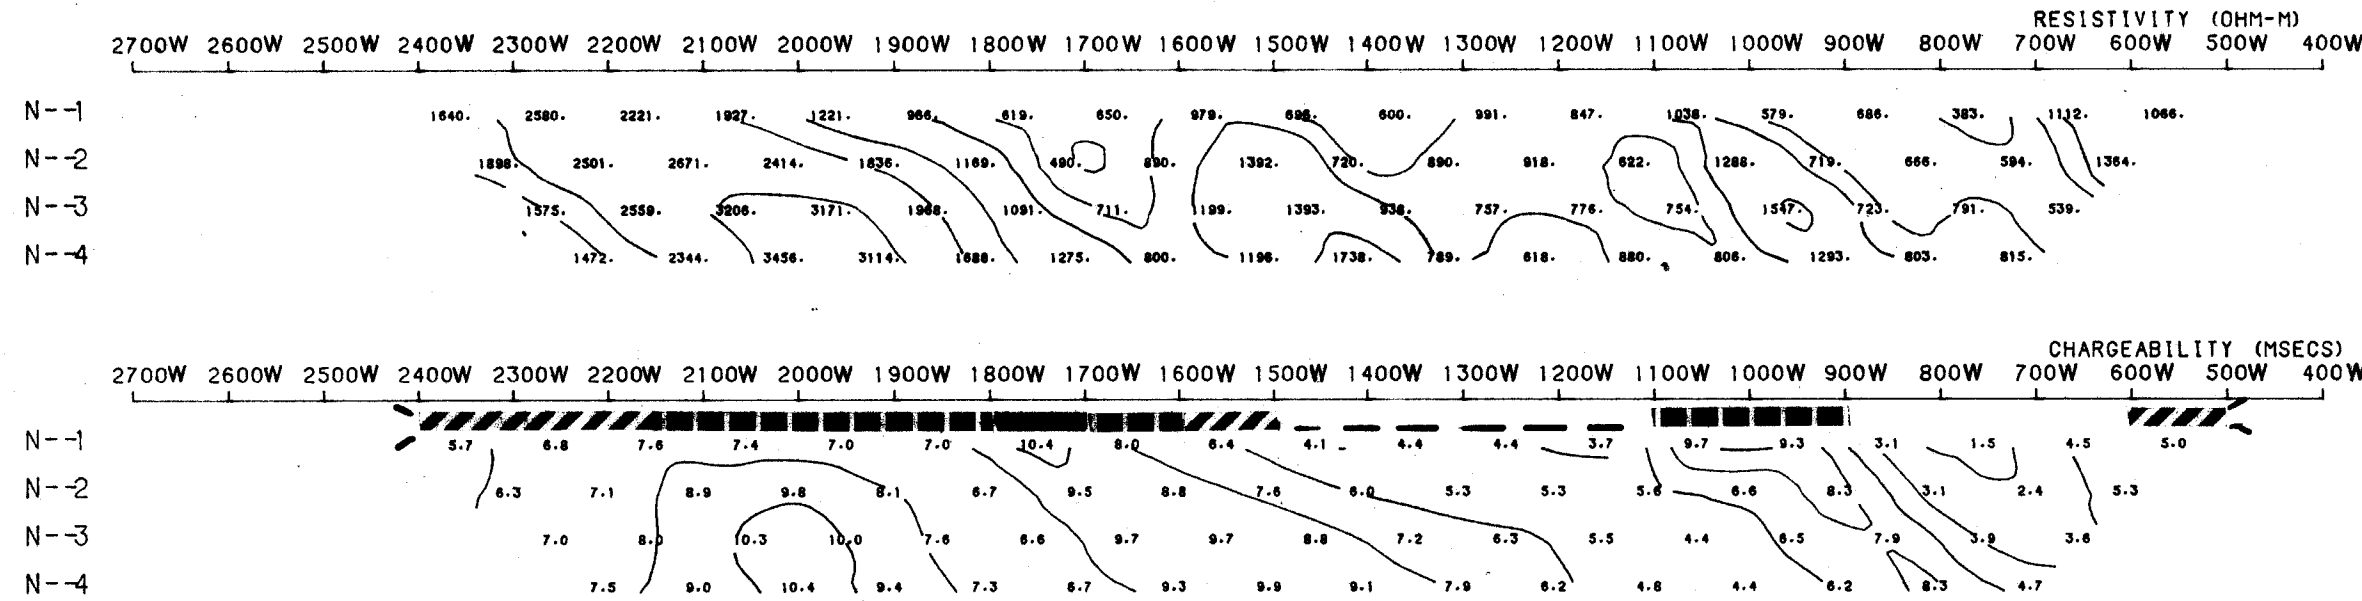 RESISTIVITY (OHM-M)
2700W 2600W 2500W 2400W 2300W 2200W 2100W 2000W 1900W 1800W 1700W 1600W 1500W 1400W 1300W 1200W 1100W 1000W 900W 800W 700W 600W 500W 400W
N--1 1640. 2580. 2221. 1927. 1221. 966. 619. 650. 979. 696. 600. 991. 847. 1038. 579. 686. 383. 1112. 1066.
N--2 1898. 2501. 2671. 2414. 1836. 1169. 490. 890. 1392. 720. 890. 918. 622. 1288. 719. 666. 594. 1364.
N--3 1575. 2559. 3206. 3171. 1968. 1091. 711. 1199. 1393. 938. 757. 776. 754. 1547. 723. 791. 539.
N--4 1472. 2344. 3456. 3114. 1688. 1275. 800. 1196. 1738. 789. 618. 880. 806. 1293. 803. 815.
CHARGEABILITY (MSECS)
2700W 2600W 2500W 2400W 2300W 2200W 2100W 2000W 1900W 1800W 1700W 1600W 1500W 1400W 1300W 1200W 1100W 1000W 900W 800W 700W 600W 500W 400W
N--1 5.7 6.8 7.6 7.4 7.0 7.0 10.4 8.0 6.4 4.1 4.4 4.4 3.7 9.7 9.3 3.1 1.5 4.5 5.0
N--2 6.3 7.1 8.9 9.8 8.1 6.7 9.5 8.8 7.6 6.0 5.3 5.3 5.6 6.6 8.3 3.1 2.4 5.3
N--3 7.0 8.0 10.3 10.0 7.6 6.6 9.7 9.7 8.8 7.2 6.3 5.5 4.4 6.5 7.9 3.9 3.6
N--4 7.5 9.0 10.4 9.4 7.3 6.7 9.3 9.9 9.1 7.9 6.2 4.8 4.4 6.2 8.3 4.7